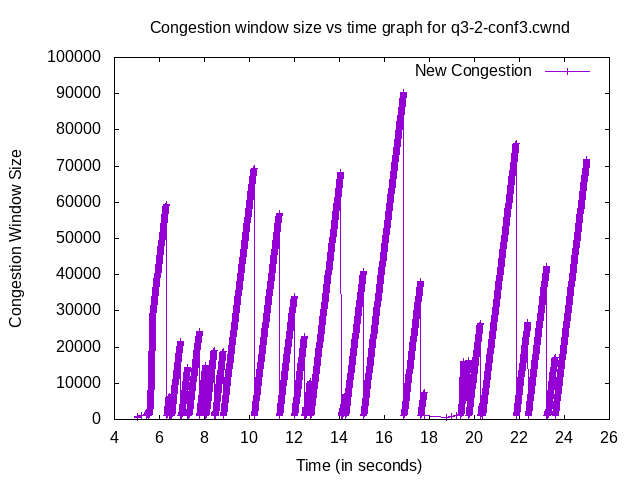 Congestion window size vs time graph for q3-2-conf3.cwnd
New Congestion
100000
90000
80000
70000
60000
50000
40000
30000
20000
10000
0
Congestion Window Size
4 6 8 10 12 14 16 18 20 22 24 26
Time (in seconds)